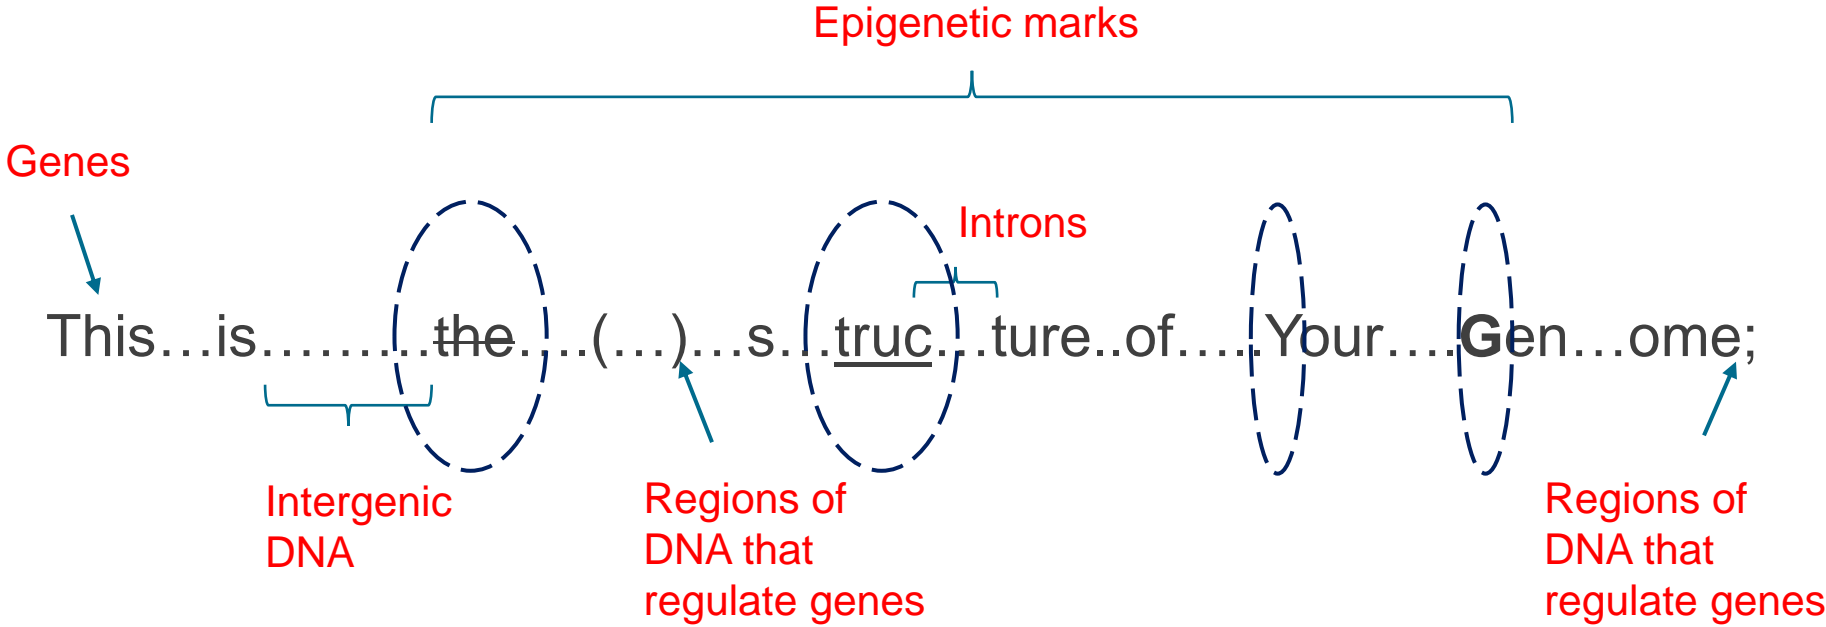 Epigenetic marks
Genes
Introns
This…is………the….(…)…s…truc…ture..of…..Your….Gen…ome;
Intergenic
DNA
Regions of
DNA that
regulate genes
Regions of
DNA that
regulate genes